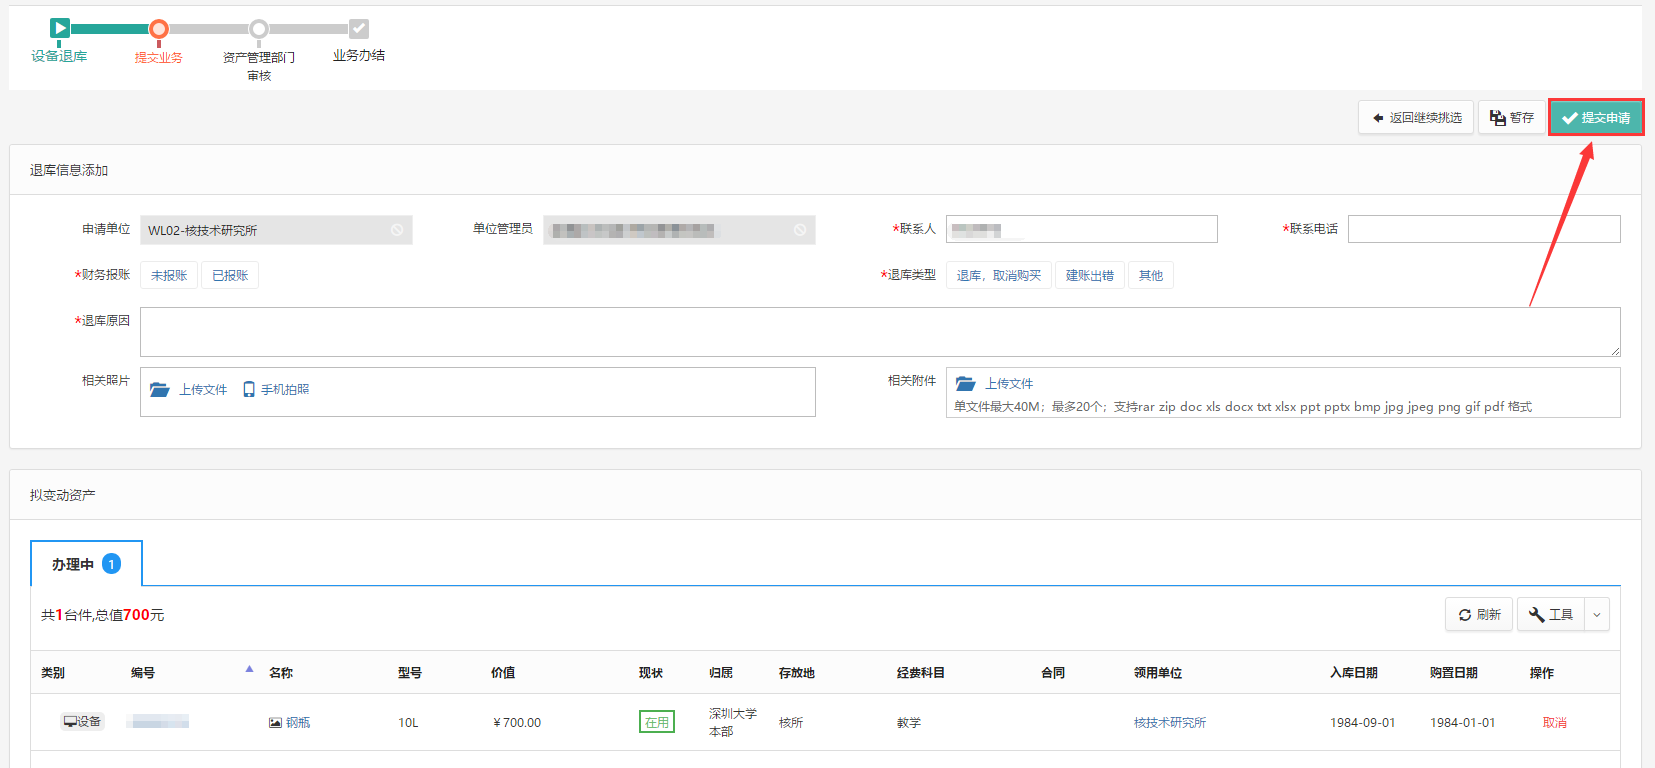 设备退库
提交业务
资产管理部门
审核
业务办结
返回继续挑选
暂存
提交申请
退库信息添加
申请单位
WL02-核技术研究所
单位管理员
*联系人
*联系电话
*财务报账
未报账
已报账
*退库类型
退库，取消购买
建账出错
其他
*退库原因
相关照片
上传文件
手机拍照
相关附件
上传文件
单文件最大40M；最多20个；支持rar zip doc xls docx txt xlsx ppt pptx bmp jpg jpeg png gif pdf 格式
拟变动资产
办理中 1
共1台件,总值700元
刷新
工具
类别 编号 名称 型号 价值 现状 归属 存放地 经费科目 合同 领用单位 入库日期 购置日期 操作
设备 钢瓶 10L ￥700.00 在用 深圳大学 核所 教学 核技术研究所 1984-09-01 1984-01-01 取消
本部